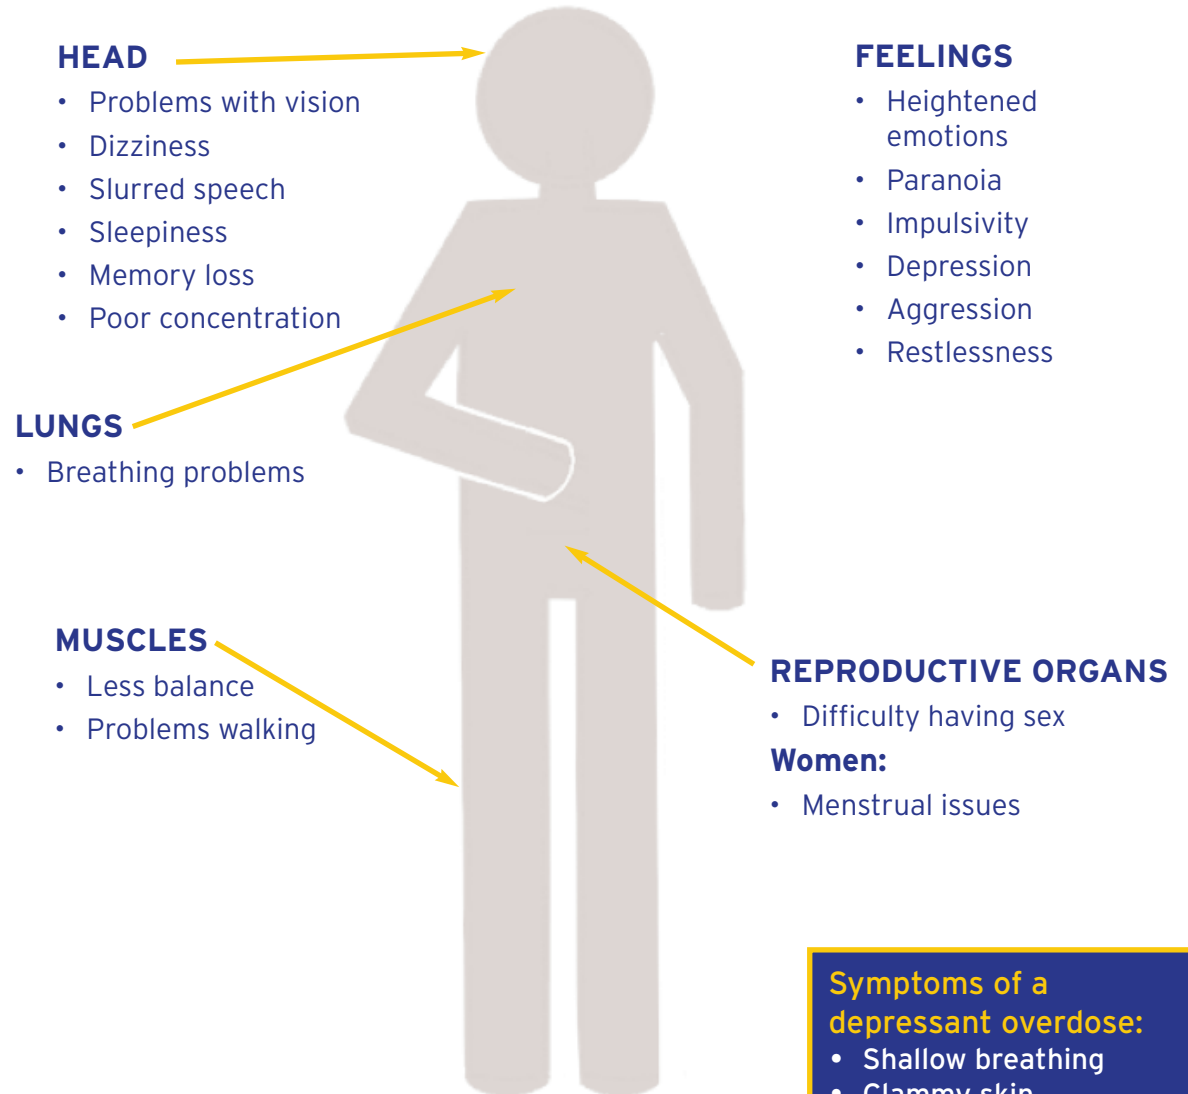 HEAD
• Problems with vision
• Dizziness
• Slurred speech
• Sleepiness
• Memory loss
• Poor concentration
FEELINGS
• Heightened
emotions
• Paranoia
• Impulsivity
• Depression
• Aggression
• Restlessness
LUNGS
• Breathing problems
MUSCLES
• Less balance
• Problems walking
REPRODUCTIVE ORGANS
• Difficulty having sex
Women:
• Menstrual issues
Symptoms of a
depressant overdose:
• Shallow breathing
• Clammy skin